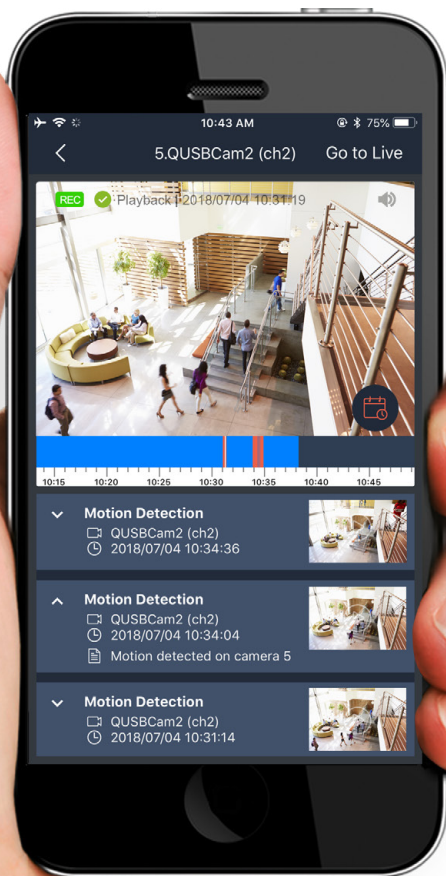 10:43 AM
75%
5.QUSBCam2 (ch2)
Go to Live
REC
Playback | 2018/07/04 10:31:19
10:15 10:20 10:25 10:30 10:35 10:40 10:45
Motion Detection
QUSBCam2 (ch2)
2018/07/04 10:34:36
Motion Detection
QUSBCam2 (ch2)
2018/07/04 10:34:04
Motion detected on camera 5
Motion Detection
QUSBCam2 (ch2)
2018/07/04 10:31:14